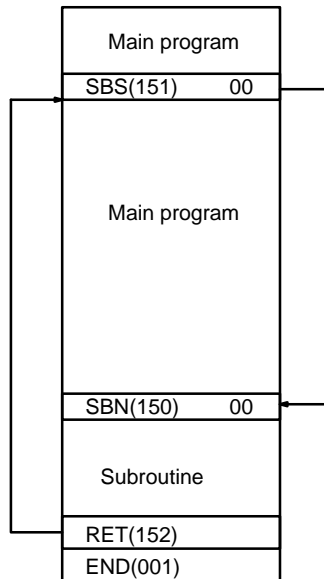 Main program
SBS(151) 00
Main program
SBN(150) 00
Subroutine
RET(152)
END(001)